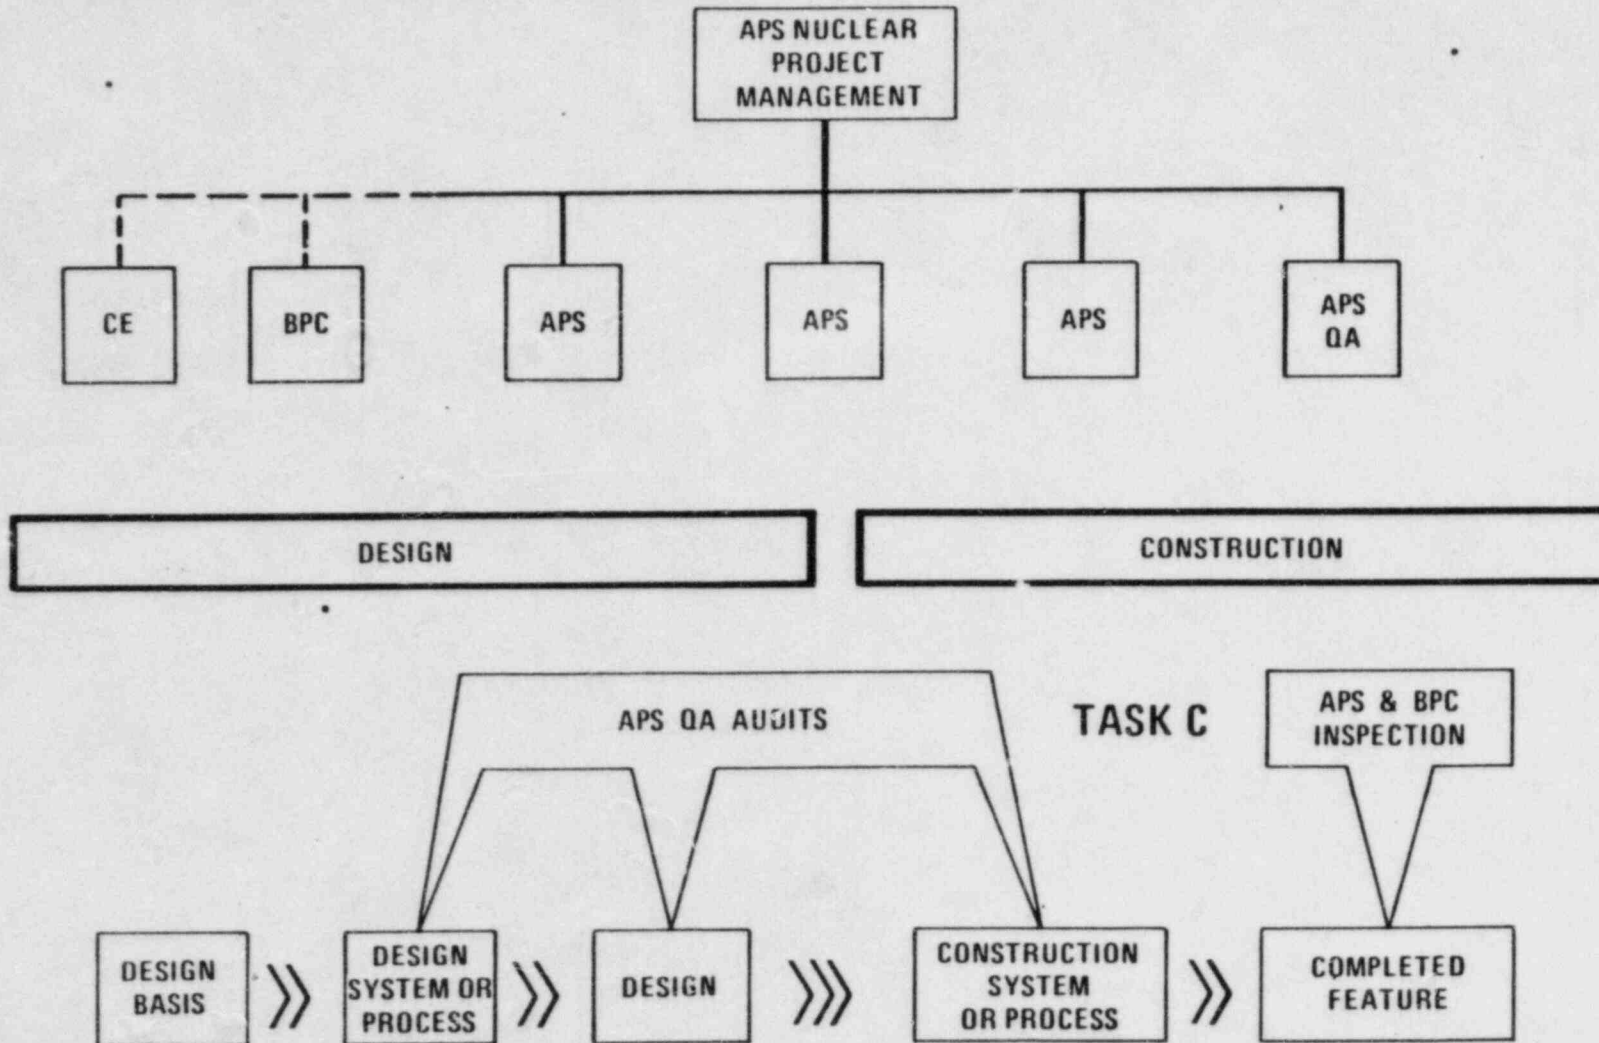 APS NUCLEAR
PROJECT
MANAGEMENT
CE
BPC
APS
APS
APS
APS
QA
DESIGN
CONSTRUCTION
APS QA AUDITS
TASK C
APS & BPC
INSPECTION
DESIGN
BASIS
DESIGN
SYSTEM OR
PROCESS
DESIGN
CONSTRUCTION
SYSTEM
OR PROCESS
COMPLETED
FEATURE